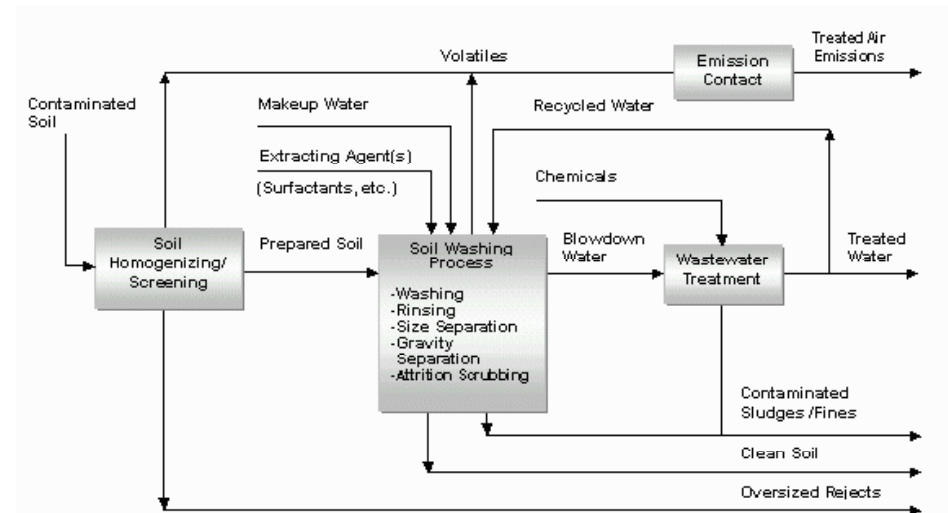 Volatiles
Treated Air
Emissions
Emission
Contact
Contaminated
Soil
Makeup Water
Recycled Water
Extracting Agent(s)
(Surfactants, etc.)
Chemicals
Soil
Homogenizing/
Screening
Prepared Soil
Soil Washing
Process
-Washing
-Rinsing
-Size Separation
-Gravity
Separation
-Attrition Scrubbing
Blowdown
Water
Wastewater
Treatment
Treated
Water
Contaminated
Sludges /Fines
Clean Soil
Oversized Rejects